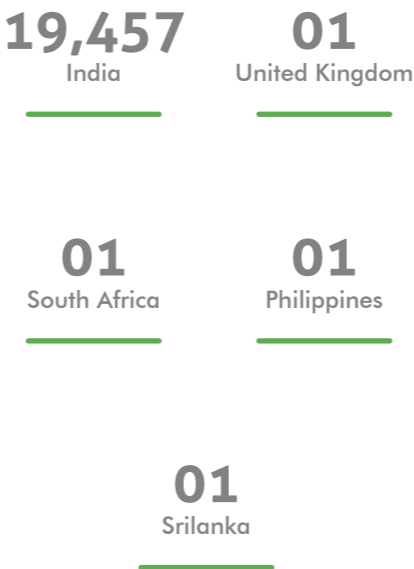 19,457
India
01
United Kingdom
01
South Africa
01
Philippines
01
Srilanka